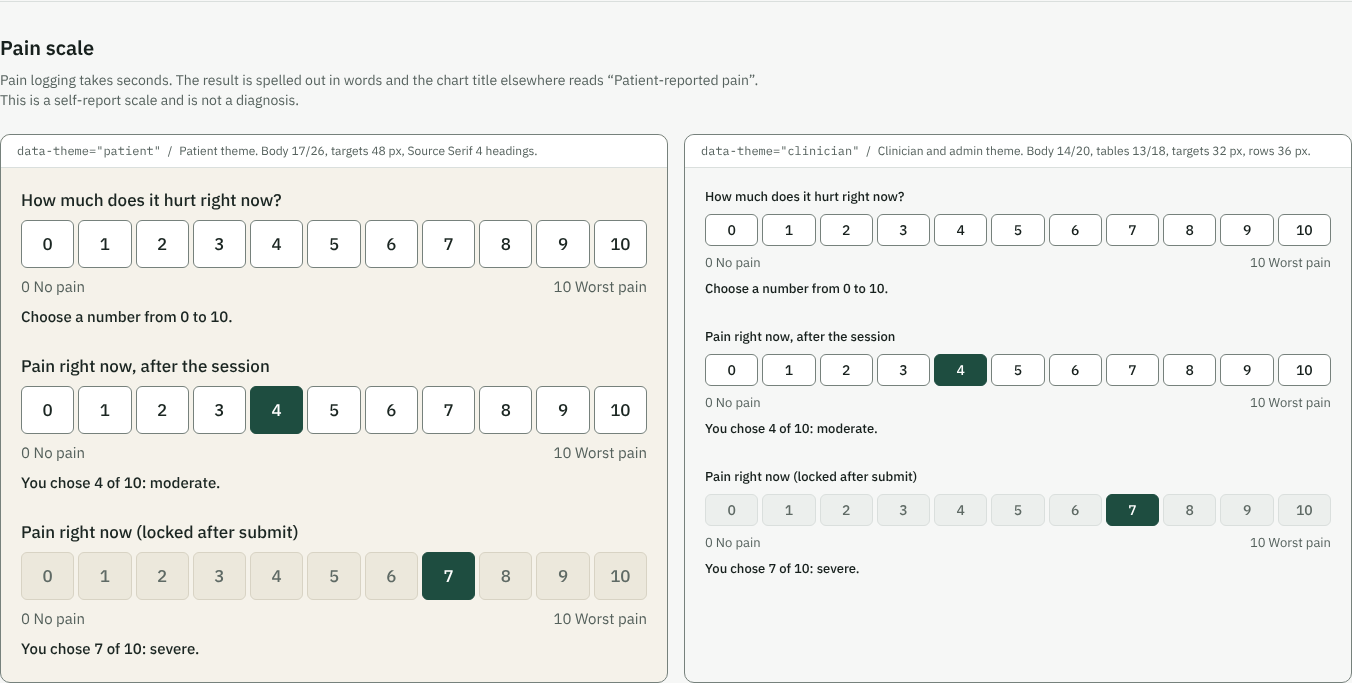 Pain scale
Pain logging takes seconds. The result is spelled out in words and the chart title elsewhere reads “Patient-reported pain”.
This is a self-report scale and is not a diagnosis.
data-theme="patient" / Patient theme. Body 17/26, targets 48 px, Source Serif 4 headings.
How much does it hurt right now?
0 1 2 3 4 5 6 7 8 9 10
0 No pain 10 Worst pain
Choose a number from 0 to 10.
Pain right now, after the session
0 1 2 3 4 5 6 7 8 9 10
0 No pain 10 Worst pain
You chose 4 of 10: moderate.
Pain right now (locked after submit)
0 1 2 3 4 5 6 7 8 9 10
0 No pain 10 Worst pain
You chose 7 of 10: severe.
data-theme="clinician" / Clinician and admin theme. Body 14/20, tables 13/18, targets 32 px, rows 36 px.
How much does it hurt right now?
0 1 2 3 4 5 6 7 8 9 10
0 No pain 10 Worst pain
Choose a number from 0 to 10.
Pain right now, after the session
0 1 2 3 4 5 6 7 8 9 10
0 No pain 10 Worst pain
You chose 4 of 10: moderate.
Pain right now (locked after submit)
0 1 2 3 4 5 6 7 8 9 10
0 No pain 10 Worst pain
You chose 7 of 10: severe.